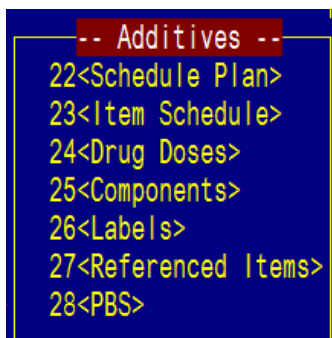 -- Additives --
22<Schedule Plan>
23<Item Schedule>
24<Drug Doses>
25<Components>
26<Labels>
27<Referenced Items>
28<PBS>